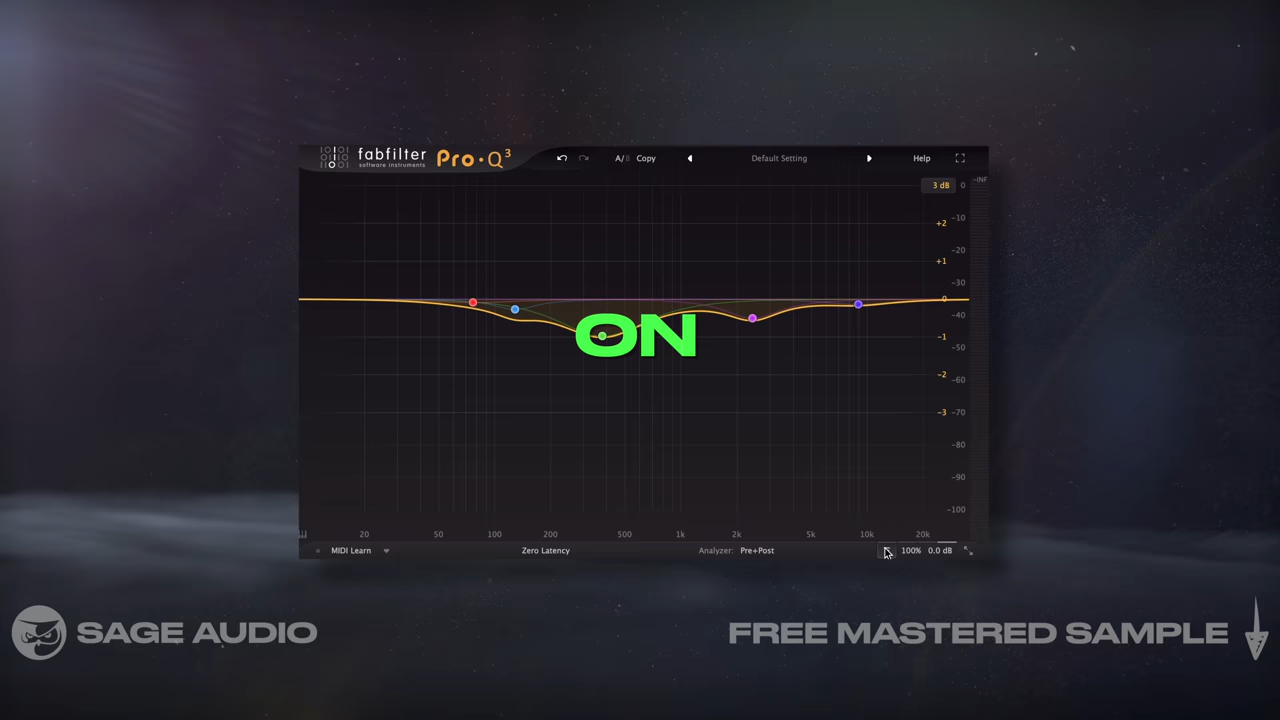 fabfilter
software instruments
Pro·Q³
A/B Copy
Default Setting
Help
3 dB 0
-INF
-10
+2
-20
+1
-30
0
-40
-1
-50
-2
-60
-3 -70
-80
-90
-100
ON
20 50 100 200 500 1k 2k 5k 10k 20k
MIDI Learn
Zero Latency
Analyzer: Pre+Post
100% 0.0 dB
SAGE AUDIO
FREE MASTERED SAMPLE